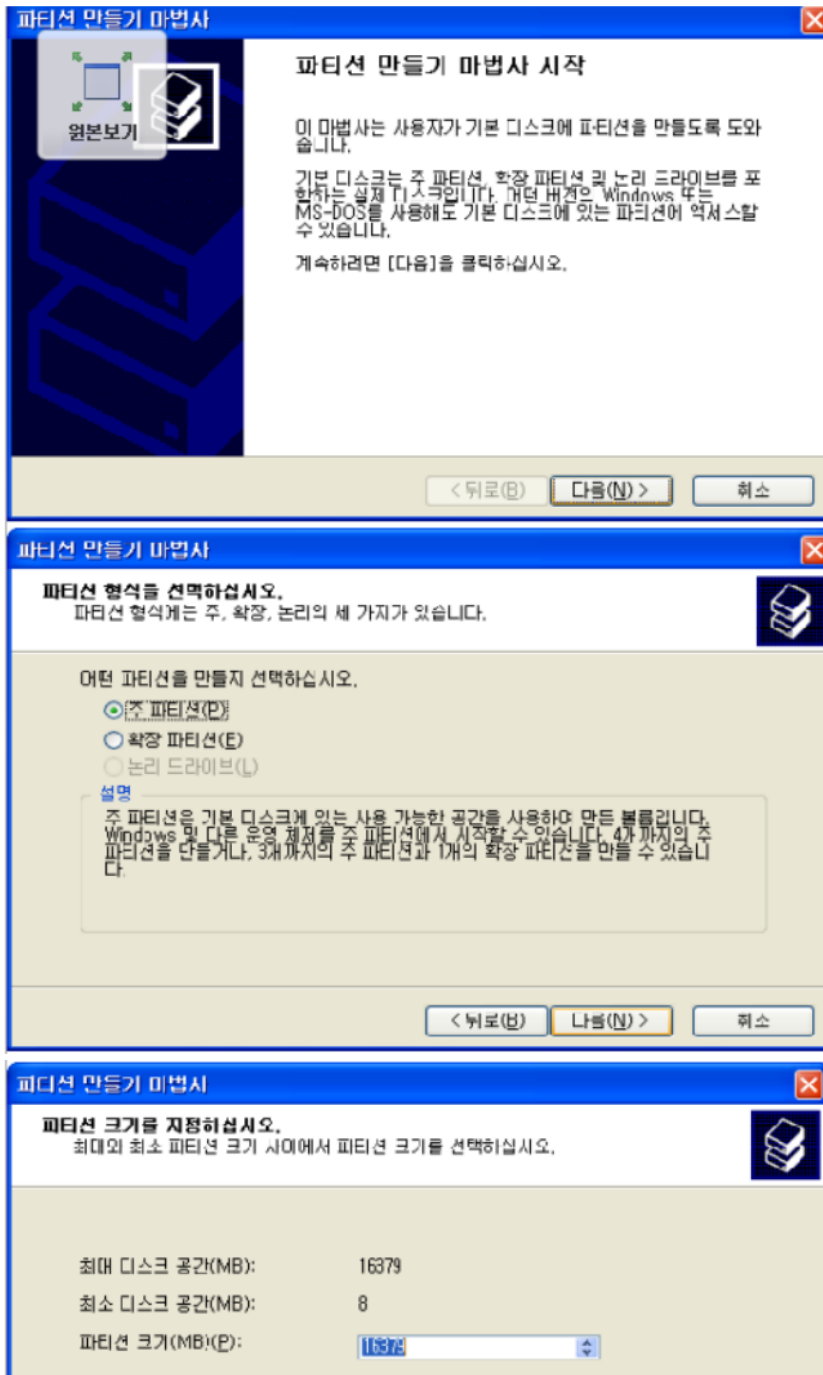 파티션 만들기 마법사
원본보기
파티션 만들기 마법사 시작
이 마법사는 사용자가 기본 디스크에 파티션을 만들도록 도와
줍니다.
기본 디스크는 주 파티션, 확장 파티션 및 논리 드라이브를 포
함하는 실제 디스크입니다. 어떤 버전의 Windows 또는
MS-DOS를 사용해도 기본 디스크에 있는 파티션에 액세스할
수 있습니다.
계속하려면 [다음]을 클릭하십시오.
< 뒤로(B)
다음(N) >
취소
파티션 만들기 마법사
파티션 형식을 선택하십시오.
파티션 형식에는 주, 확장, 논리의 세 가지가 있습니다.
어떤 파티션을 만들지 선택하십시오.
주 파티션(P)
확장 파티션(E)
논리 드라이브(L)
설명
주 파티션은 기본 디스크에 있는 사용 가능한 공간을 사용하여 만든 볼륨입니다.
Windows 및 다른 운영 체제를 주 파티션에서 시작할 수 있습니다. 4개까지의 주
파티션을 만들거나, 3개까지의 주 파티션과 1개의 확장 파티션을 만들 수 있습니
다.
< 뒤로(B)
다음(N) >
취소
파티션 만들기 마법사
파티션 크기를 지정하십시오.
최대와 최소 파티션 크기 사이에서 파티션 크기를 선택하십시오.
최대 디스크 공간(MB): 16379
최소 디스크 공간(MB): 8
파티션 크기(MB)(P): 16379